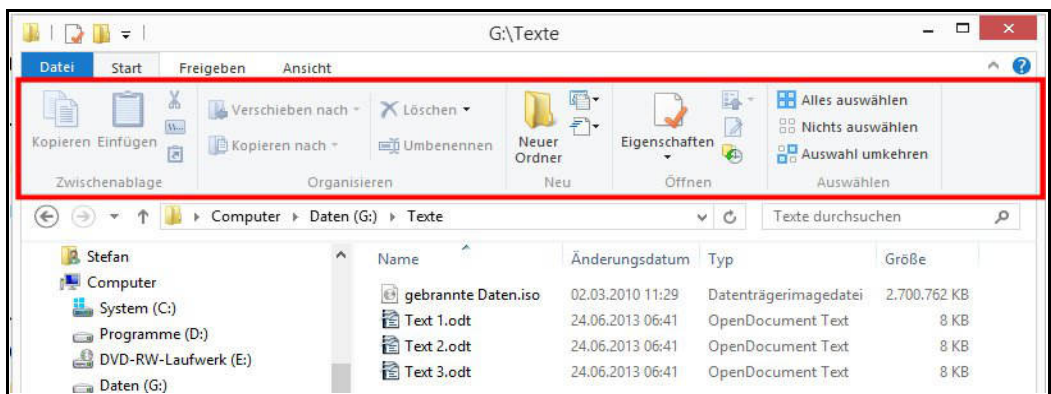 G:\Texte
Datei Start Freigeben Ansicht
Kopieren Einfügen
Verschieben nach
Kopieren nach
Löschen
Umbenennen
Neuer
Ordner
Eigenschaften
Alles auswählen
Nichts auswählen
Auswahl umkehren
Zwischenablage Organisieren Neu Öffnen Auswählen
Computer Daten (G:) Texte Texte durchsuchen
Stefan
Computer
System (C:)
Programme (D:)
DVD-RW-Laufwerk (E:)
Daten (G:)
Name Änderungsdatum Typ Größe
gebrannte Daten.iso 02.03.2010 11:29 Datenträgerimagedatei 2.700.762 KB
Text 1.odt 24.06.2013 06:41 OpenDocument Text 8 KB
Text 2.odt 24.06.2013 06:41 OpenDocument Text 8 KB
Text 3.odt 24.06.2013 06:41 OpenDocument Text 8 KB